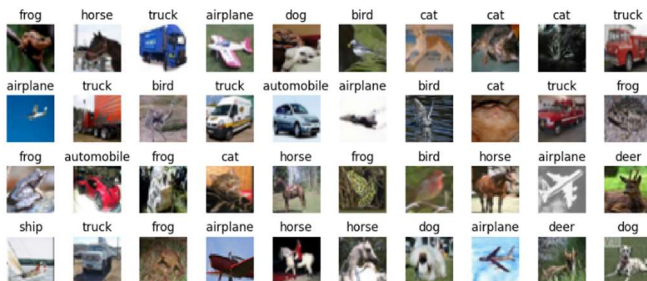 frog horse truck airplane dog bird cat cat cat truck
airplane truck bird truck automobile airplane bird cat truck frog
frog automobile frog cat horse frog bird horse airplane deer
ship truck frog airplane horse horse dog airplane deer dog